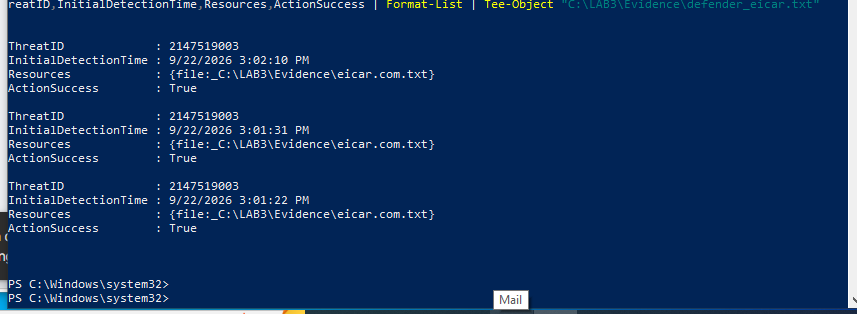 reatID,InitialDetectionTime,Resources,ActionSuccess | Format-List | Tee-Object "C:\LAB3\Evidence\defender_eicar.txt"
ThreatID             : 2147519003
InitialDetectionTime : 9/22/2026 3:02:10 PM
Resources            : {file:_C:\LAB3\Evidence\eicar.com.txt}
ActionSuccess        : True
ThreatID             : 2147519003
InitialDetectionTime : 9/22/2026 3:01:31 PM
Resources            : {file:_C:\LAB3\Evidence\eicar.com.txt}
ActionSuccess        : True
ThreatID             : 2147519003
InitialDetectionTime : 9/22/2026 3:01:22 PM
Resources            : {file:_C:\LAB3\Evidence\eicar.com.txt}
ActionSuccess        : True
PS C:\Windows\system32>
PS C:\Windows\system32>
Mail